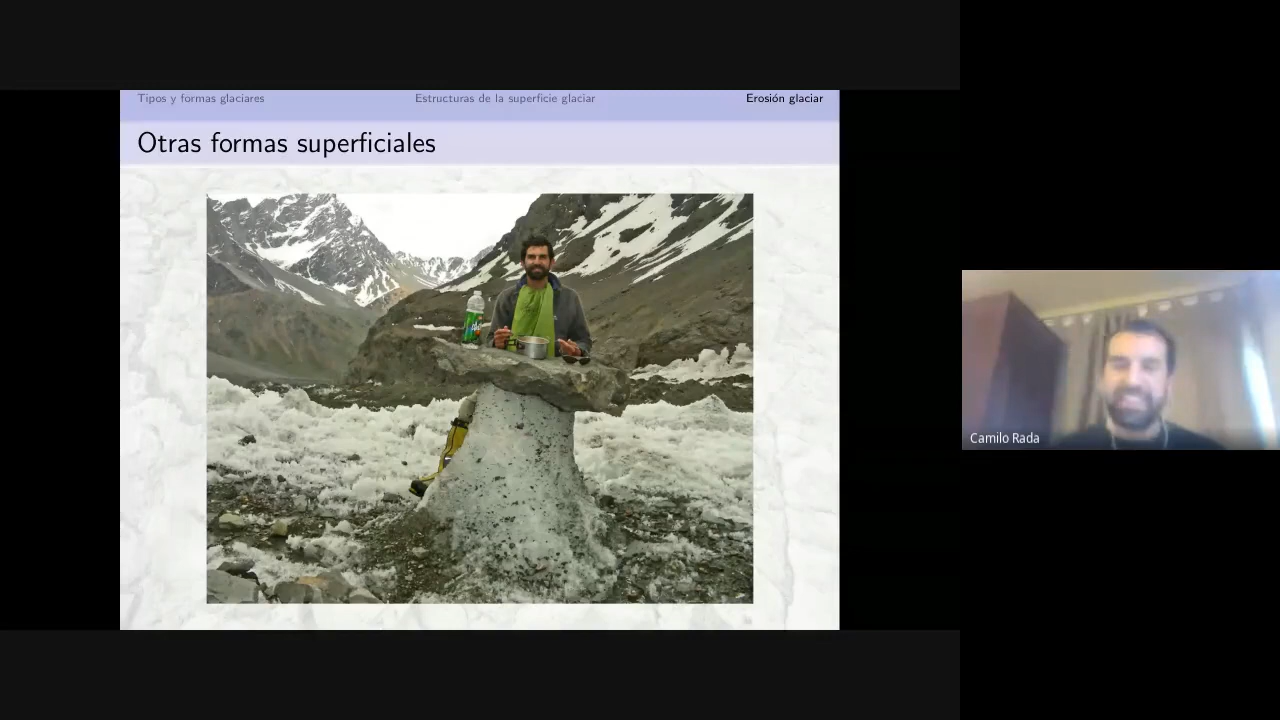 Tipos y formas glaciares
Estructuras de la superficie glaciar
Erosión glaciar
Otras formas superficiales
Camilo Rada